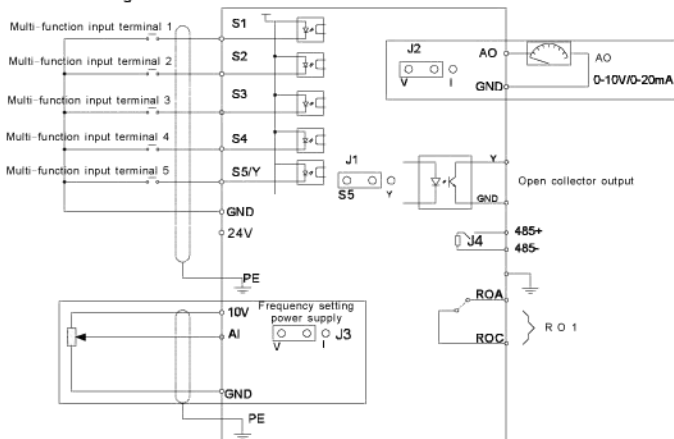 Multi-function input terminal 1
S1
Multi-function input terminal 2
S2
Multi-function input terminal 3
S3
Multi-function input terminal 4
S4
Multi-function input terminal 5
S5/Y
GND
24V
PE
J2
V
I
AO
AO
0-10V/0-20mA
GND
J1
S5
Y
Y
GND
Open collector output
J4
485+
485-
ROA
ROC
RO1
10V
Frequency setting
power supply
AI
J3
V
I
GND
PE